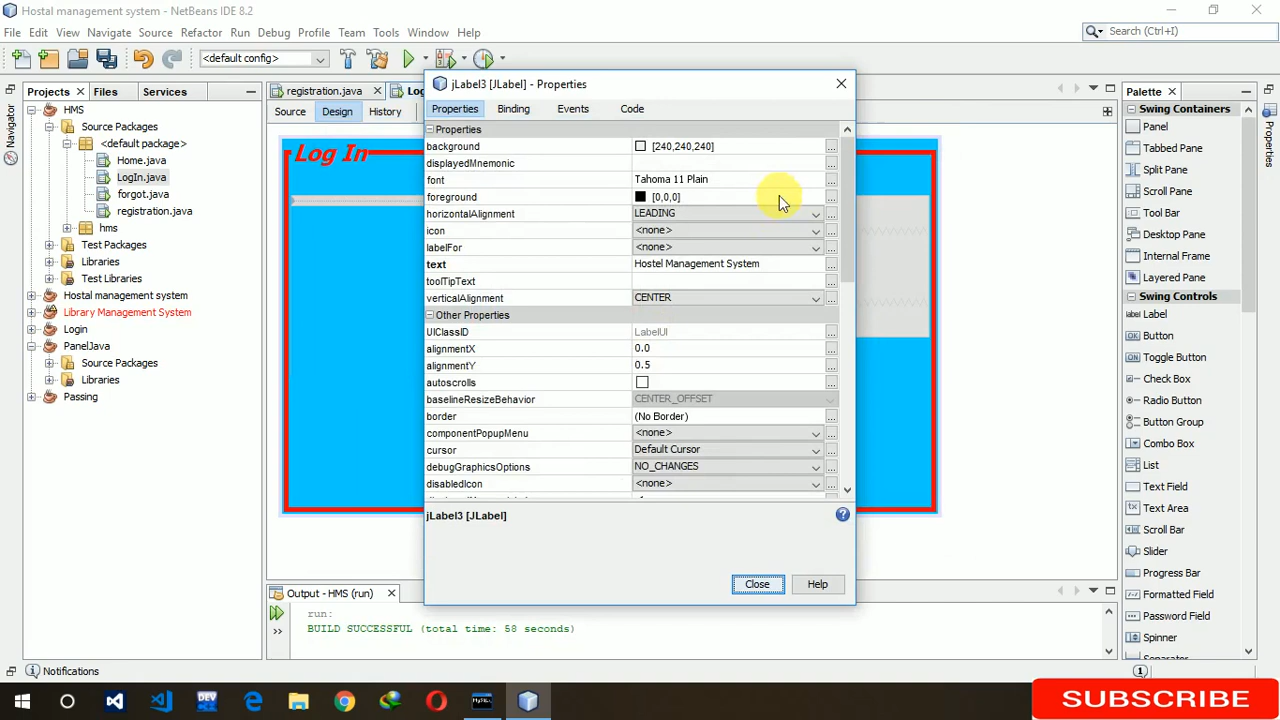 Hostal management system - NetBeans IDE 8.2
File Edit View Navigate Source Refactor Run Debug Profile Team Tools Window Help
Search (Ctrl+I)
<default config>
Projects Files Services
registration.java
Source Design History
Navigator
HMS
Source Packages
<default package>
Home.java
LogIn.java
forgot.java
registration.java
hms
Test Packages
Libraries
Test Libraries
Hostal management system
Library Management System
Login
PanelJava
Source Packages
Libraries
Passing
Log In
jLabel3 [JLabel] - Properties
Properties Binding Events Code
Properties
background [240,240,240] ...
displayedMnemonic ...
font Tahoma 11 Plain ...
foreground [0,0,0] ...
horizontalAlignment LEADING ...
icon <none> ...
labelFor <none> ...
text Hostel Management System ...
toolTipText ...
verticalAlignment CENTER ...
Other Properties
UIClassID LabelUI ...
alignmentX 0.0 ...
alignmentY 0.5 ...
autoscrolls ...
baselineResizeBehavior CENTER_OFFSET ...
border (No Border) ...
componentPopupMenu <none> ...
cursor Default Cursor ...
debugGraphicsOptions NO_CHANGES ...
disabledIcon <none> ...
jLabel3 [JLabel]
Close Help
Palette
Swing Containers
Panel
Tabbed Pane
Split Pane
Scroll Pane
Tool Bar
Desktop Pane
Internal Frame
Layered Pane
Swing Controls
Label
Button
Toggle Button
Check Box
Radio Button
Button Group
Combo Box
List
Text Field
Text Area
Scroll Bar
Slider
Progress Bar
Formatted Field
Password Field
Spinner
Separator
Properties
Output - HMS (run)
run:
BUILD SUCCESSFUL (total time: 58 seconds)
Notifications
1
SUBSCRIBE